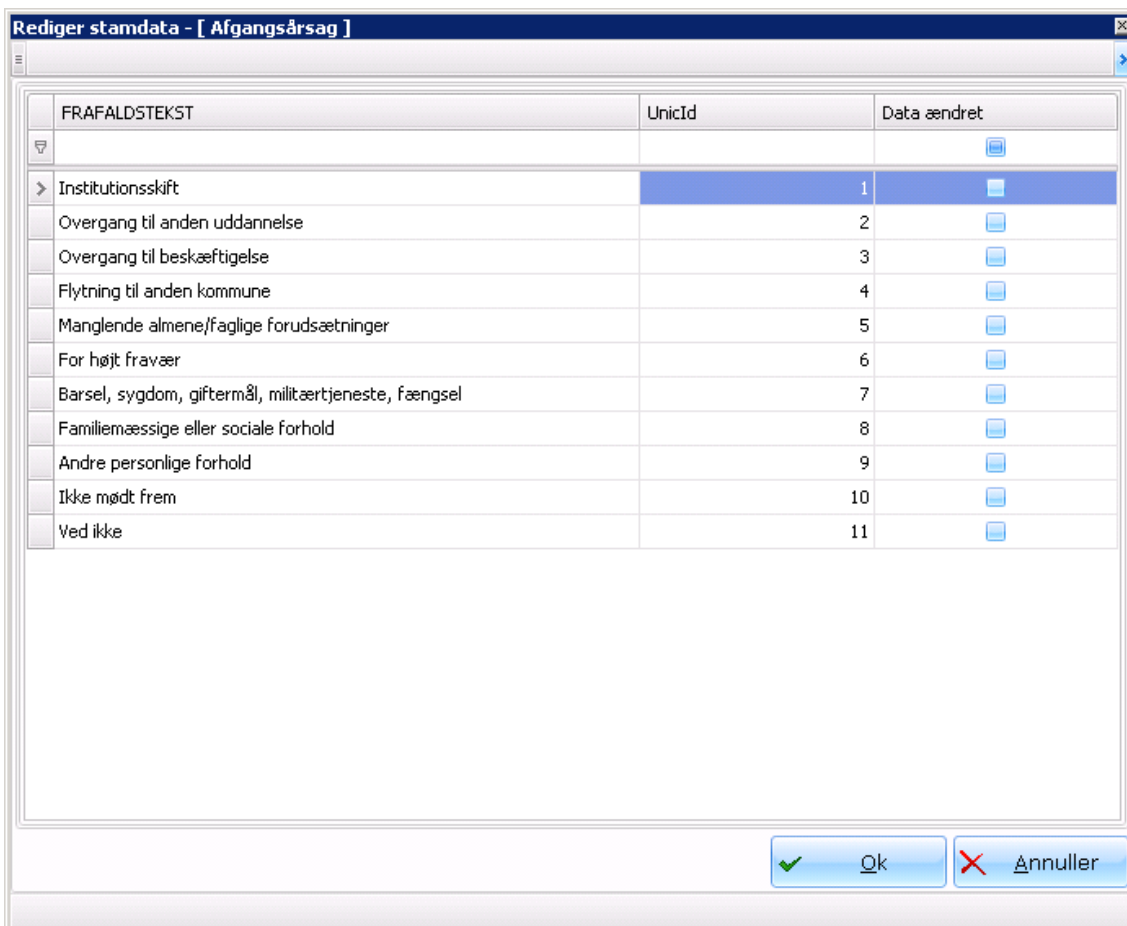 Rediger stamdata - [ Afgangsårsag ]
FRAFALDSTEKST UnicId Data ændret
Institutionsskift 1
Overgang til anden uddannelse 2
Overgang til beskæftigelse 3
Flytning til anden kommune 4
Manglende almene/faglige forudsætninger 5
For højt fravær 6
Barsel, sygdom, giftermål, militærtjeneste, fængsel 7
Familiemæssige eller sociale forhold 8
Andre personlige forhold 9
Ikke mødt frem 10
Ved ikke 11
Ok Annuller